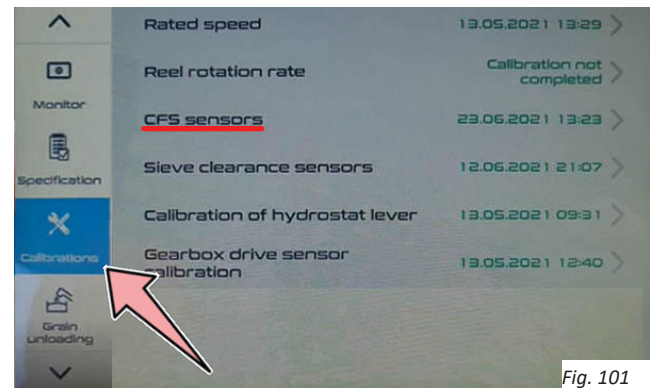 Rated speed
13.05.2021 13:29
Reel rotation rate
Calibration not
completed
Monitor
CFS sensors
23.06.2021 13:23
Sieve clearance sensors
12.06.2021 21:07
Specification
Calibration of hydrostat lever
13.05.2021 09:31
Calibrations
Gearbox drive sensor
calibration
13.05.2021 12:40
Grain
unloading
Fig. 101